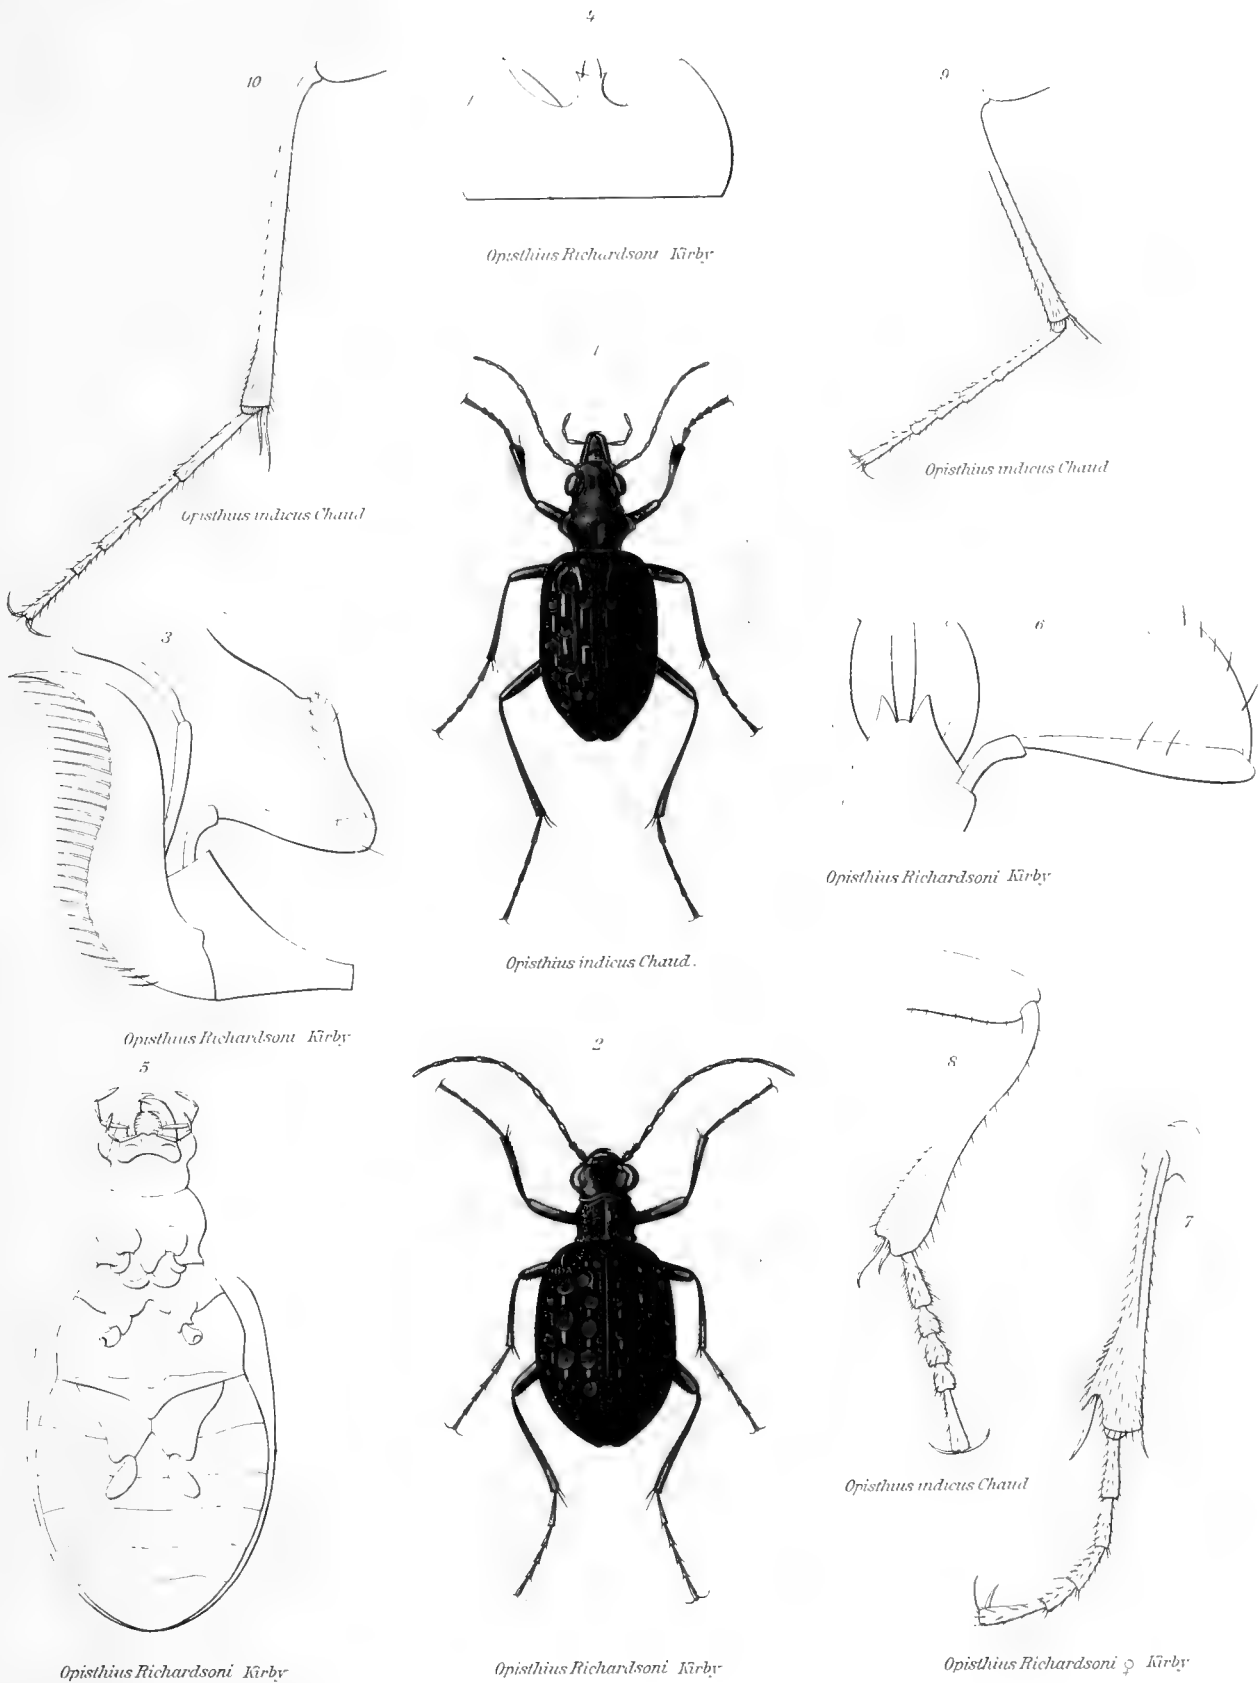 4
10
9
Opisthius Richardsoni Kirby
1
Opisthius indicus Chaud
Opisthius indicus Chaud
3
6
Opisthius Richardsoni Kirby
Opisthius indicus Chaud.
Opisthius Richardsoni Kirby
2
8
5
7
Opisthius indicus Chaud
Opisthius Richardsoni Kirby
Opisthius Richardsoni Kirby
Opisthius Richardsoni ♀ Kirby